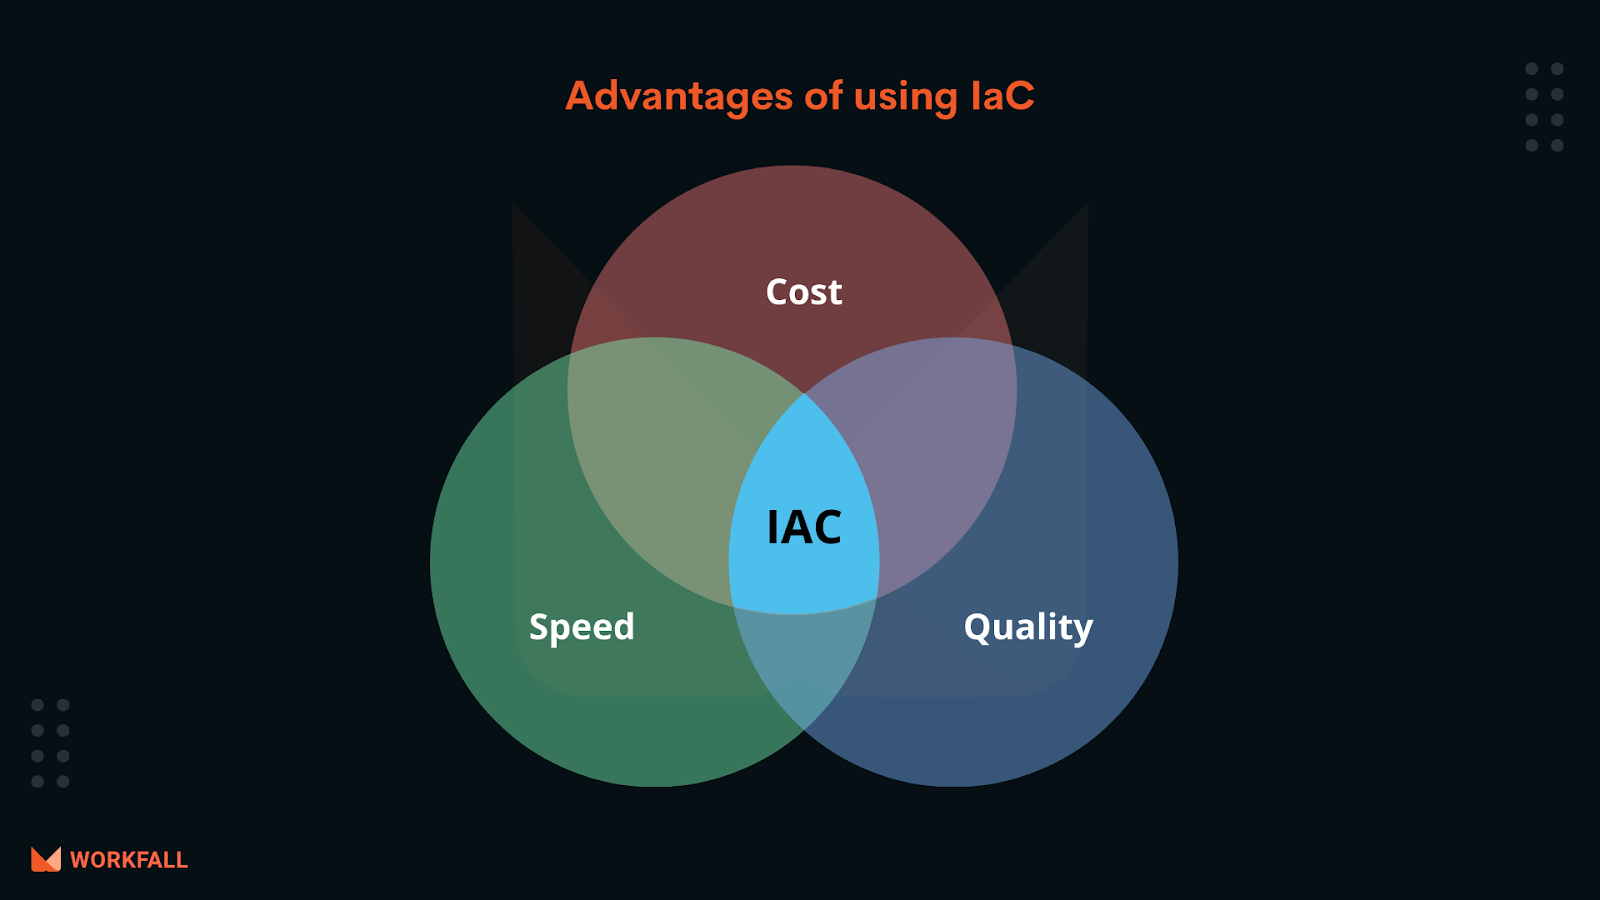 Advantages of using IaC
Cost
IAC
Speed
Quality
WORKFALL